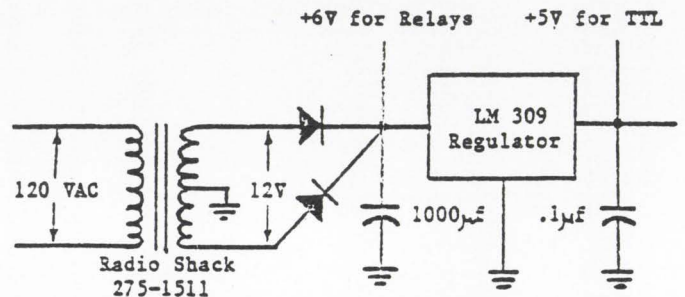 +6V for Relays
+5V for TTL
LM 309
Regulator
120 VAC
12V
1000μf
.1μf
Radio Shack
275-1511